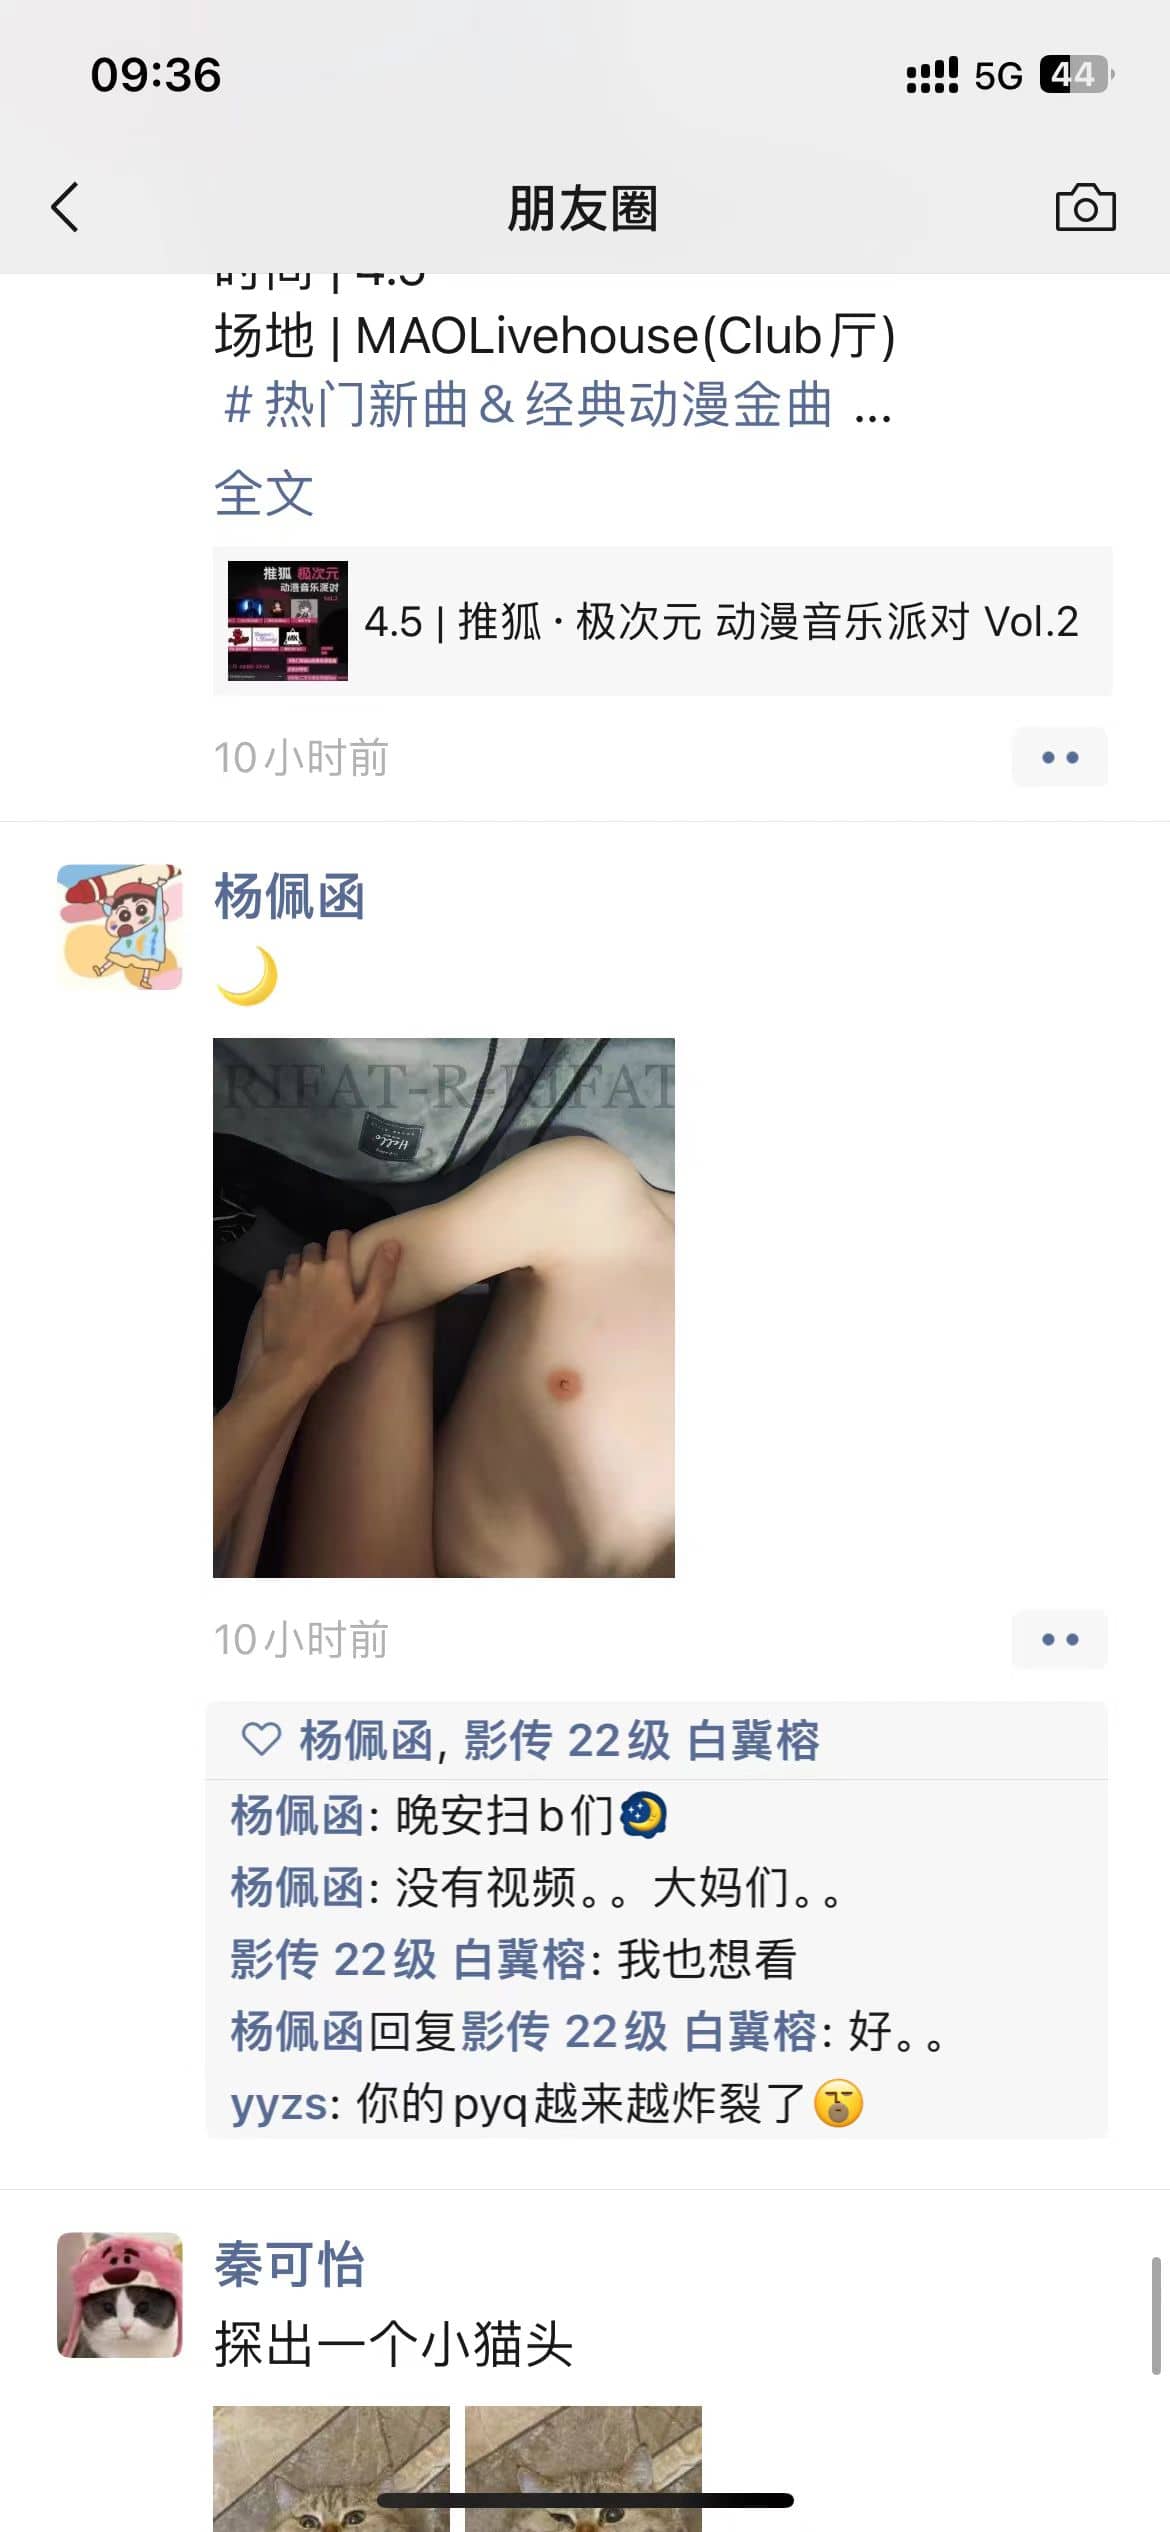 09:36
5G 44
朋友圈
时间 | 4.5
场地 | MAOLivehouse(Club厅)
#热门新曲&经典动漫金曲 ...
全文
推狐 极次元
动漫音乐派对
4.5 | 推狐 · 极次元 动漫音乐派对 Vol.2
10小时前
杨佩函
RIFAT-R-RIFAT
Hello
10小时前
杨佩函, 影传 22级 白冀榕
杨佩函: 晚安扫b们
杨佩函: 没有视频。。大妈们。。
影传 22级 白冀榕: 我也想看
杨佩函回复影传 22级 白冀榕: 好。。
yyzs: 你的pyq越来越炸裂了
秦可怡
探出一个小猫头